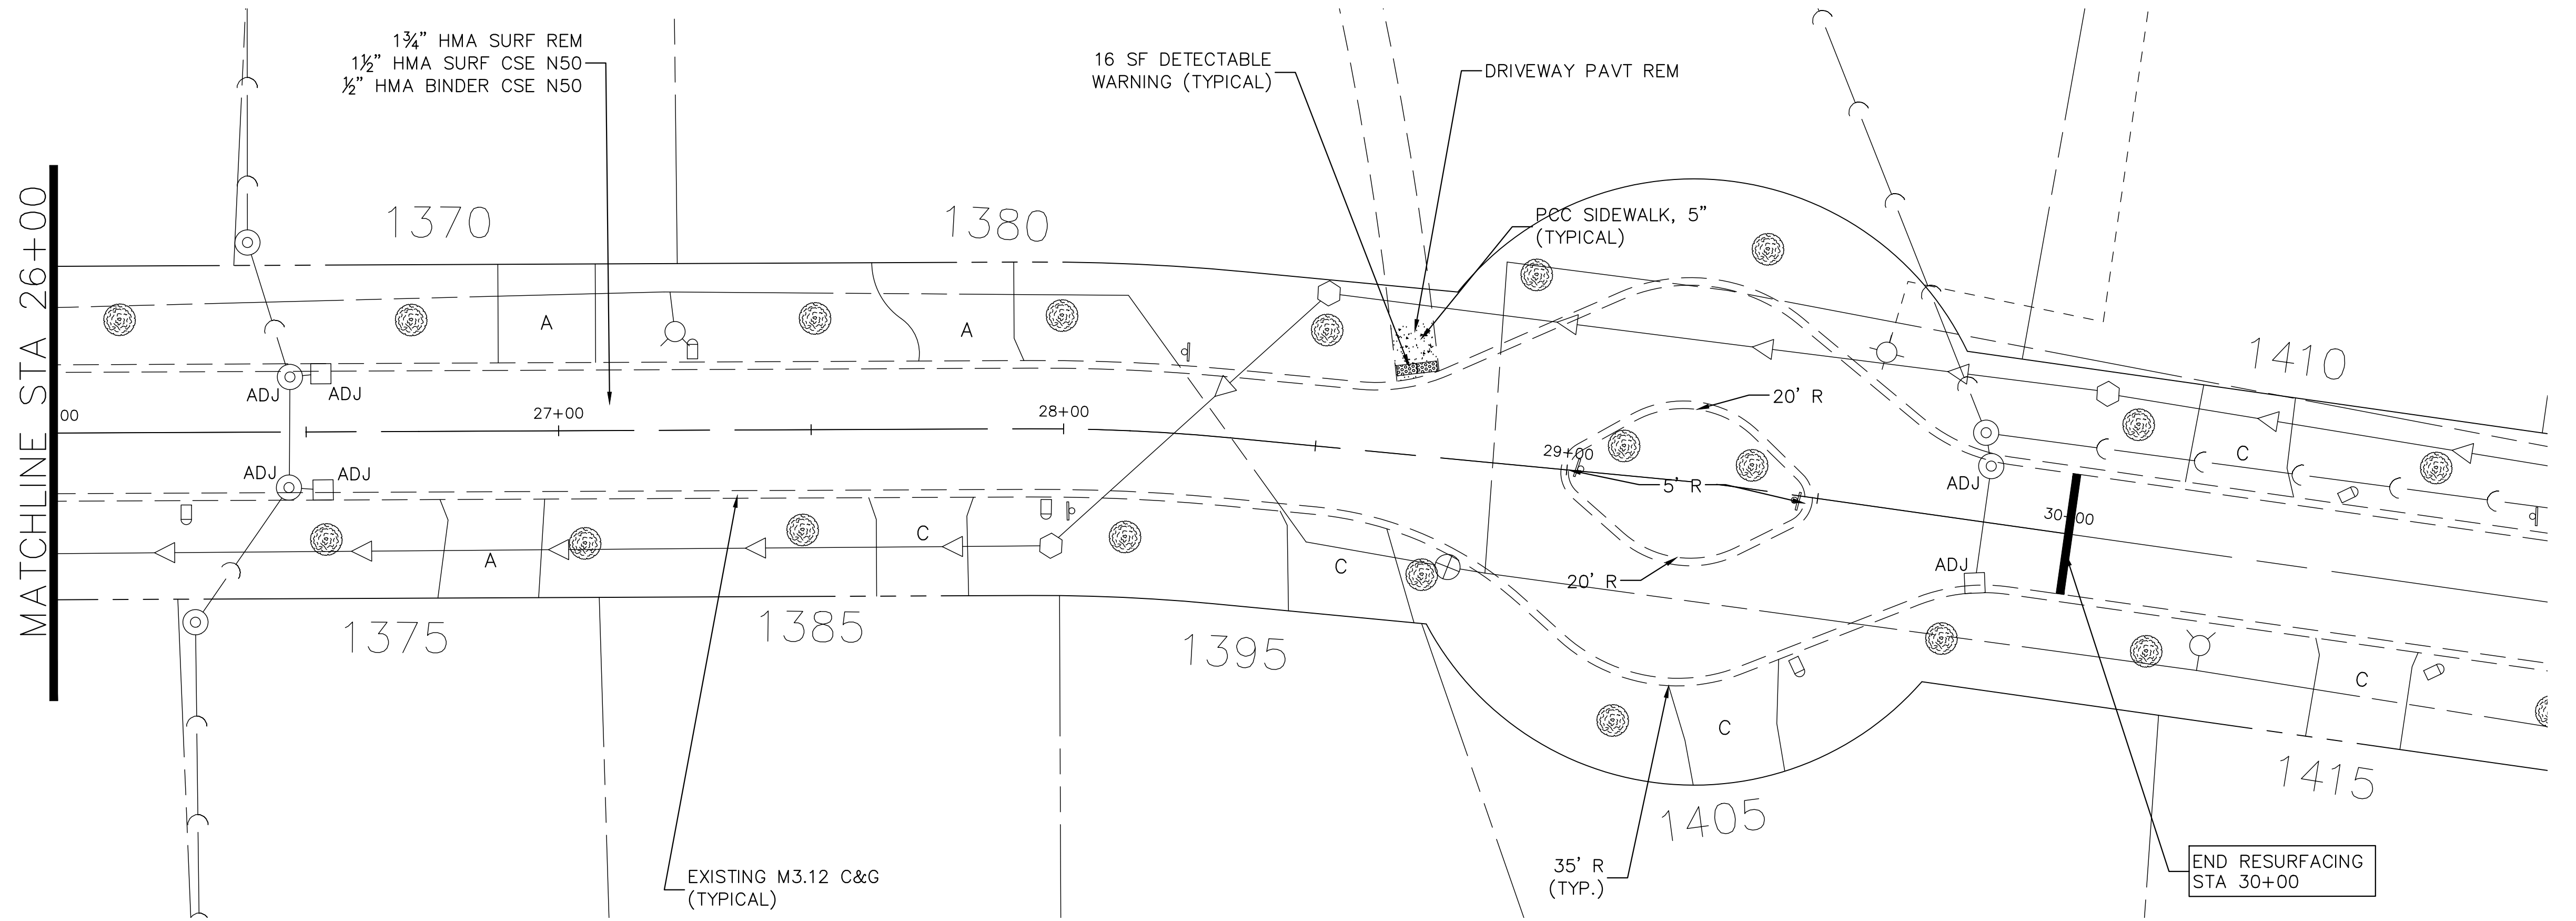 1¾" HMA SURF REM
1½" HMA SURF CSE N50
½" HMA BINDER CSE N50
16 SF DETECTABLE
WARNING (TYPICAL)
DRIVEWAY PAVT REM
PCC SIDEWALK, 5"
(TYPICAL)
MATCHLINE STA 26+00
1370
1380
1410
A
A
C
ADJ
ADJ
00
27+00
28+00
29+00
20' R
5' R
20' R
ADJ
ADJ
ADJ
30+00
ADJ
A
C
C
C
C
1375
1385
1395
1405
1415
EXISTING M3.12 C&G
(TYPICAL)
35' R
(TYP.)
END RESURFACING
STA 30+00